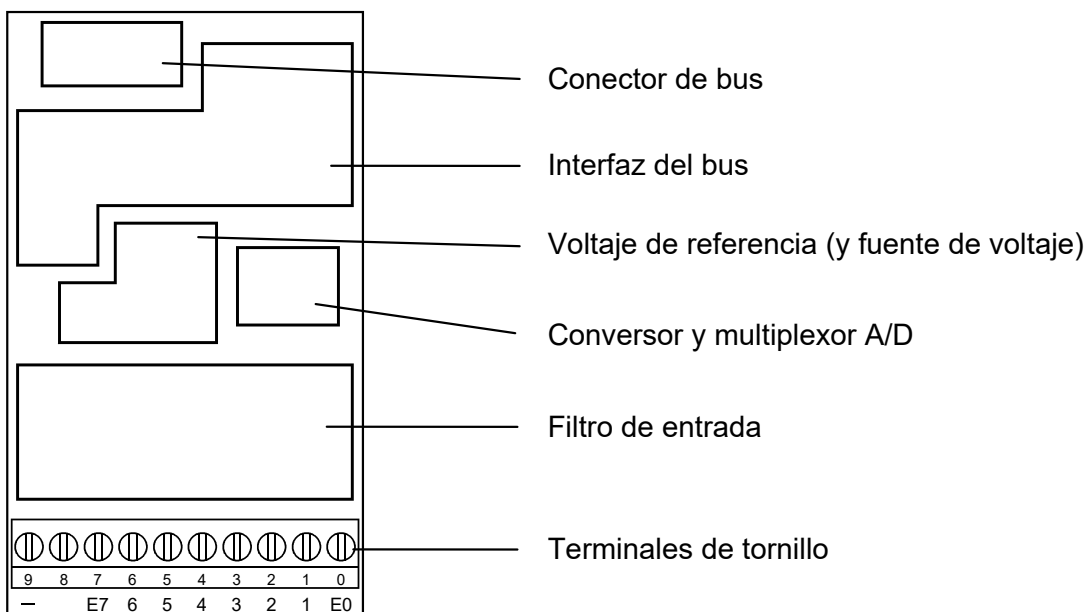 Conector de bus
Interfaz del bus
Voltaje de referencia (y fuente de voltaje)
Conversor y multiplexor A/D
Filtro de entrada
Terminales de tornillo
9 8 7 6 5 4 3 2 1 0
– E7 6 5 4 3 2 1 E0